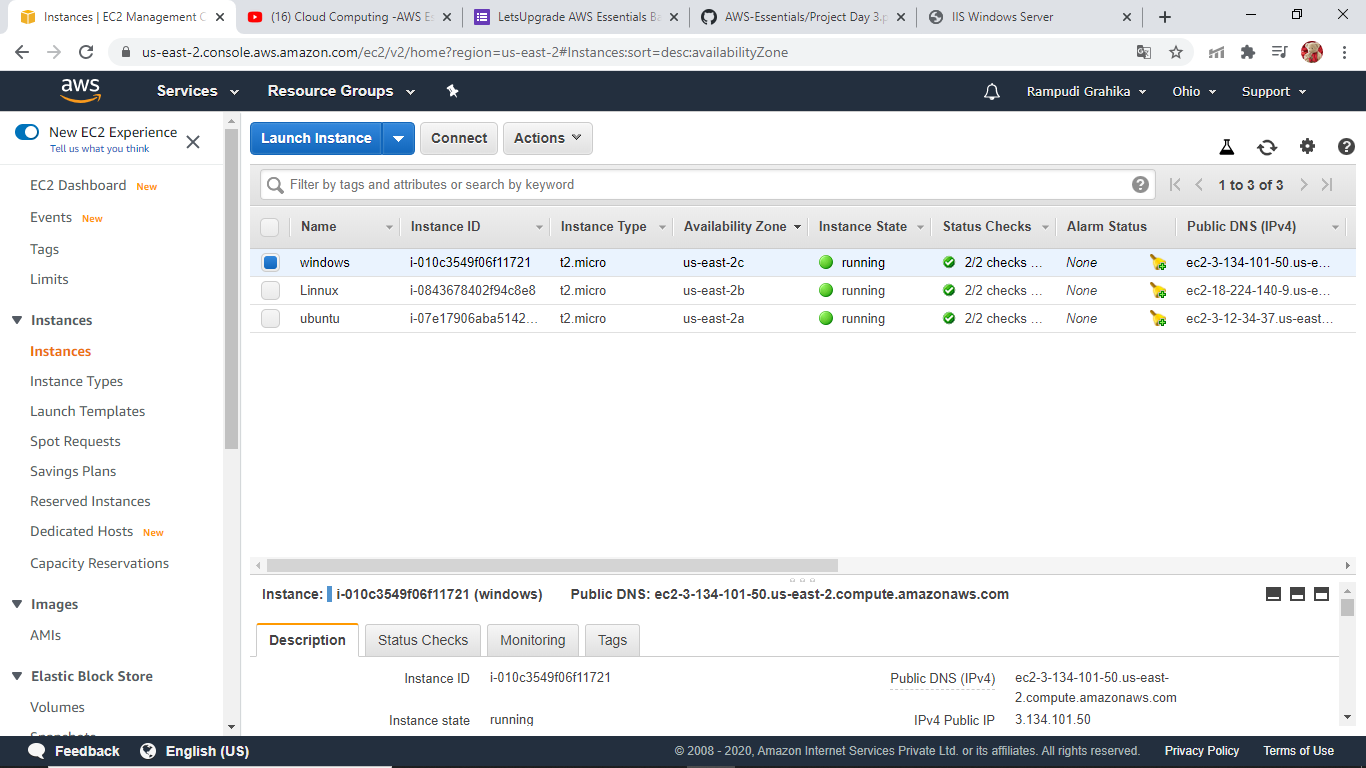 Instances | EC2 Management C
(16) Cloud Computing -AWS Es
LetsUpgrade AWS Essentials Ba
AWS-Essentials/Project Day 3.p
IIS Windows Server
us-east-2.console.aws.amazon.com/ec2/v2/home?region=us-east-2#Instances:sort=desc:availabilityZone
aws Services Resource Groups Rampudi Grahika Ohio Support
New EC2 Experience
Tell us what you think
EC2 Dashboard New
Events New
Tags
Limits
Instances
Instances
Instance Types
Launch Templates
Spot Requests
Savings Plans
Reserved Instances
Dedicated Hosts New
Capacity Reservations
Images
AMIs
Elastic Block Store
Volumes
Snapshots
Launch Instance Connect Actions
Filter by tags and attributes or search by keyword 1 to 3 of 3
Name Instance ID Instance Type Availability Zone Instance State Status Checks Alarm Status Public DNS (IPv4)
windows i-010c3549f06f11721 t2.micro us-east-2c running 2/2 checks ... None ec2-3-134-101-50.us-e...
Linnux i-0843678402f94c8e8 t2.micro us-east-2b running 2/2 checks ... None ec2-18-224-140-9.us-e...
ubuntu i-07e17906aba5142... t2.micro us-east-2a running 2/2 checks ... None ec2-3-12-34-37.us-east...
Instance: i-010c3549f06f11721 (windows) Public DNS: ec2-3-134-101-50.us-east-2.compute.amazonaws.com
Description Status Checks Monitoring Tags
Instance ID i-010c3549f06f11721 Public DNS (IPv4) ec2-3-134-101-50.us-east-
2.compute.amazonaws.com
Instance state running IPv4 Public IP 3.134.101.50
Feedback English (US) © 2008 - 2020, Amazon Internet Services Private Ltd. or its affiliates. All rights reserved. Privacy Policy Terms of Use